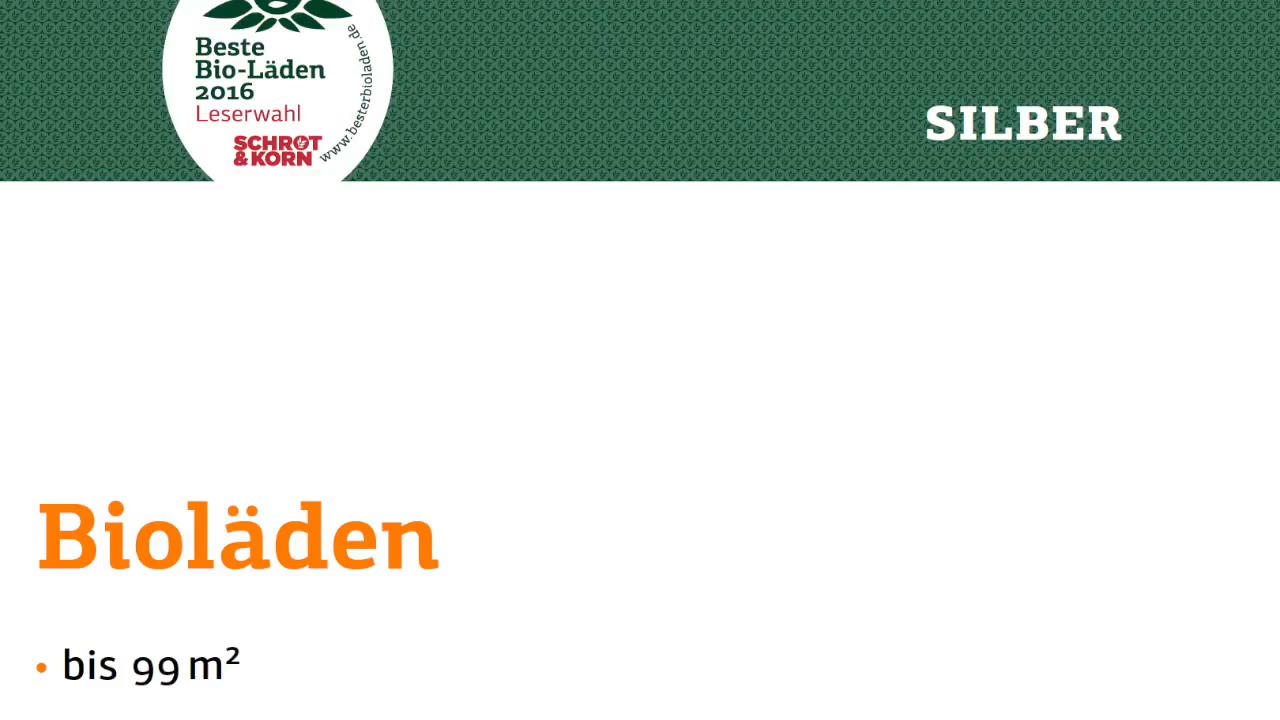 Beste
Bio-Läden
2016
Leserwahl
SCHROT
& KORN
www.besterbioladen.de
SILBER
Bioläden
• bis 99 m²